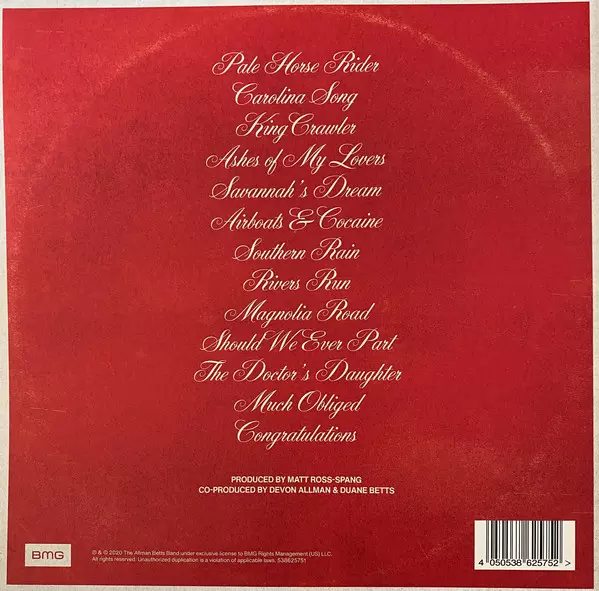 Pale Horse Rider
Carolina Song
King Crawler
Ashes of My Lovers
Savannah's Dream
Airboats & Cocaine
Southern Rain
Rivers Run
Magnolia Road
Should We Ever Part
The Doctor's Daughter
Much Obliged
Congratulations
PRODUCED BY MATT ROSS-SPANG
CO-PRODUCED BY DEVON ALLMAN & DUANE BETTS
BMG
℗ & © 2020 The Allman Betts Band under exclusive license to BMG Rights Management (US) LLC.
All rights reserved. Unauthorized duplication is a violation of applicable laws. 538625751
4 050538 625752 >